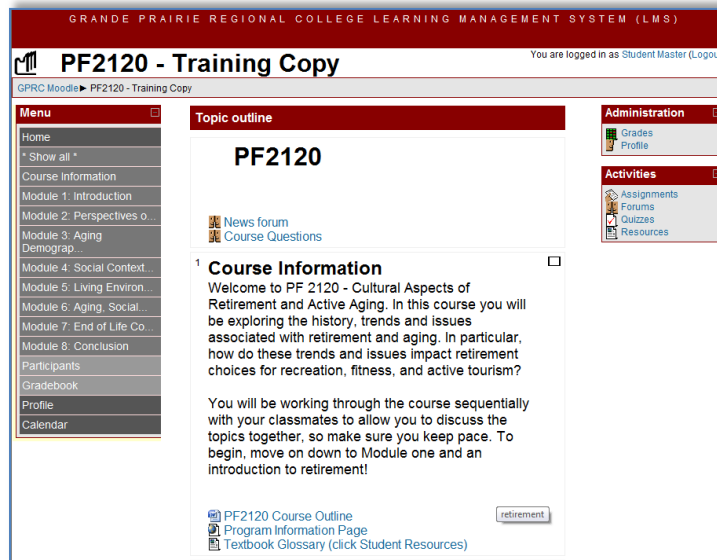 GRANDE PRAIRIE REGIONAL COLLEGE LEARNING MANAGEMENT SYSTEM (LMS)
PF2120 - Training Copy
You are logged in as Student Master (Logou
GPRC Moodle ► PF2120 - Training Copy
Menu
Home
* Show all *
Course Information
Module 1: Introduction
Module 2: Perspectives o...
Module 3: Aging
Demograp...
Module 4: Social Context...
Module 5: Living Environ...
Module 6: Aging, Social...
Module 7: End of Life Co...
Module 8: Conclusion
Participants
Gradebook
Profile
Calendar
Topic outline
PF2120
News forum
Course Questions
1 Course Information
Welcome to PF 2120 - Cultural Aspects of
Retirement and Active Aging. In this course you will
be exploring the history, trends and issues
associated with retirement and aging. In particular,
how do these trends and issues impact retirement
choices for recreation, fitness, and active tourism?
You will be working through the course sequentially
with your classmates to allow you to discuss the
topics together, so make sure you keep pace. To
begin, move on down to Module one and an
introduction to retirement!
PF2120 Course Outline
retirement
Program Information Page
Textbook Glossary (click Student Resources)
Administration
Grades
Profile
Activities
Assignments
Forums
Quizzes
Resources